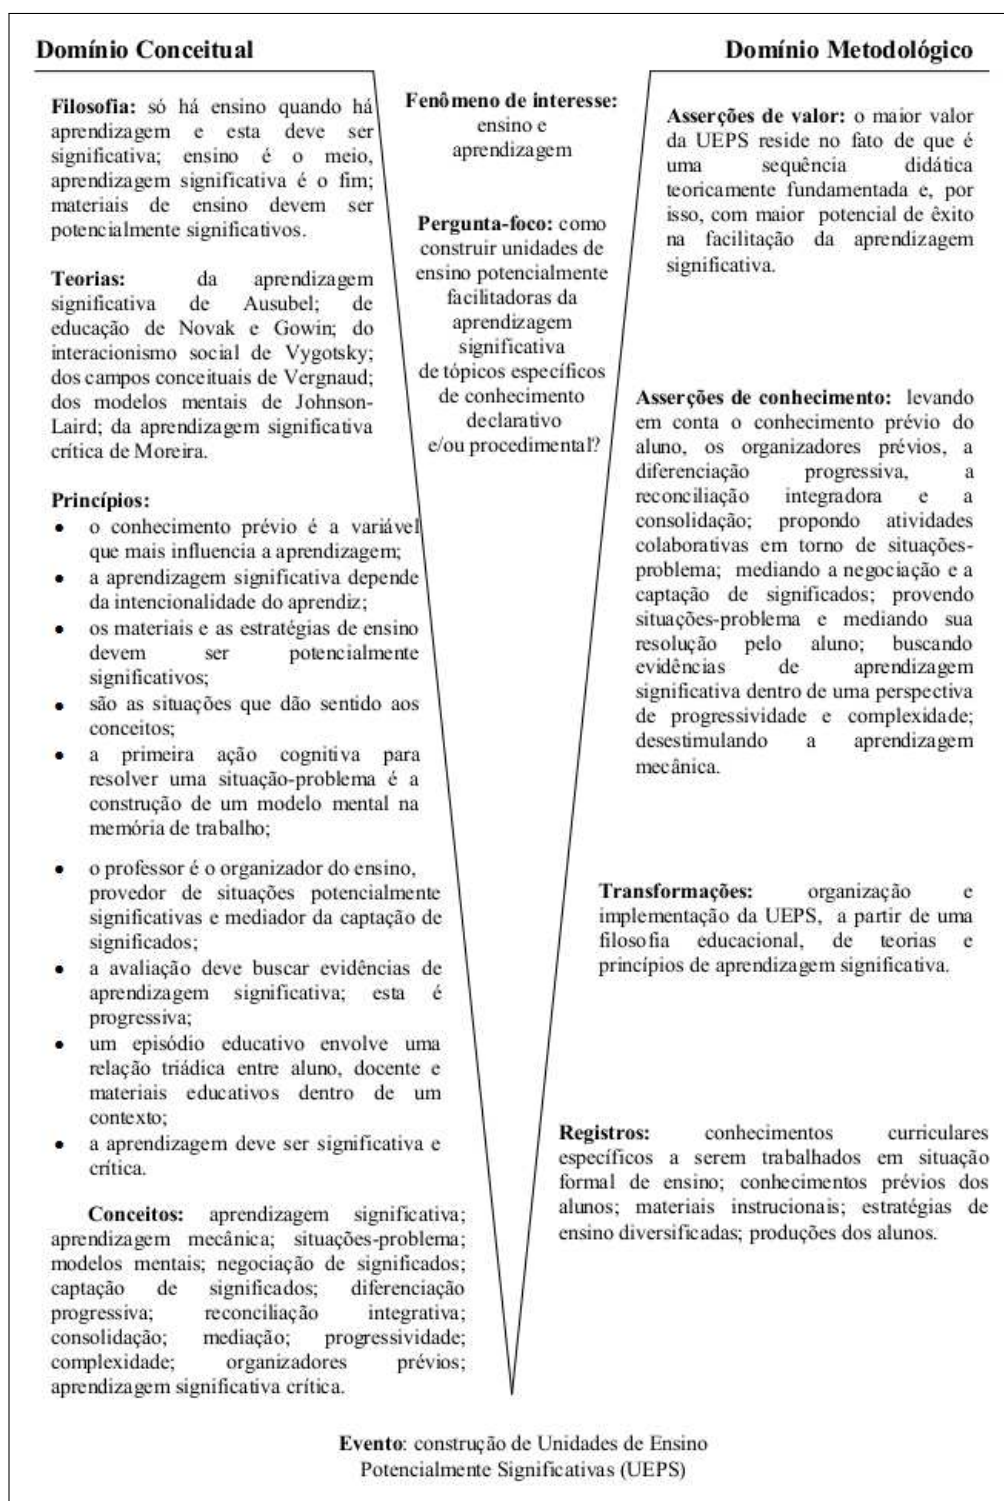 Domínio Conceitual
Filosofia: só há ensino quando há
aprendizagem e esta deve ser
significativa; ensino é o meio,
aprendizagem significativa é o fim;
materiais de ensino devem ser
potencialmente significativos.
Teorias: da aprendizagem
significativa de Ausubel; de
educação de Novak e Gowin; do
interacionismo social de Vygotsky;
dos campos conceituais de Vergnaud;
dos modelos mentais de Johnson-
Laird; da aprendizagem significativa
crítica de Moreira.
Princípios:
• o conhecimento prévio é a variável
que mais influencia a aprendizagem;
• a aprendizagem significativa depende
da intencionalidade do aprendiz;
• os materiais e as estratégias de ensino
devem ser potencialmente
significativos;
• são as situações que dão sentido aos
conceitos;
• a primeira ação cognitiva para
resolver uma situação-problema é a
construção de um modelo mental na
memória de trabalho;
• o professor é o organizador do ensino,
provedor de situações potencialmente
significativas e mediador da captação de
significados;
• a avaliação deve buscar evidências de
aprendizagem significativa; esta é
progressiva;
• um episódio educativo envolve uma
relação triádica entre aluno, docente e
materiais educativos dentro de um
contexto;
• a aprendizagem deve ser significativa e
crítica.
Conceitos: aprendizagem significativa;
aprendizagem mecânica; situações-problema;
modelos mentais; negociação de significados;
captação de significados; diferenciação
progressiva; reconciliação integrativa;
consolidação; mediação; progressividade;
complexidade; organizadores prévios;
aprendizagem significativa crítica.
Fenômeno de interesse:
ensino e
aprendizagem
Pergunta-foco: como
construir unidades de
ensino potencialmente
facilitadoras da
aprendizagem
significativa
de tópicos específicos
de conhecimento
declarativo
e/ou procedimental?
Domínio Metodológico
Asserções de valor: o maior valor
da UEPS reside no fato de que é
uma sequência didática
teoricamente fundamentada e, por
isso, com maior potencial de êxito
na facilitação da aprendizagem
significativa.
Asserções de conhecimento: levando
em conta o conhecimento prévio do
aluno, os organizadores prévios, a
diferenciação progressiva, a
reconciliação integradora e a
consolidação; propondo atividades
colaborativas em torno de situações-
problema; mediando a negociação e a
captação de significados; provendo
situações-problema e mediando sua
resolução pelo aluno; buscando
evidências de aprendizagem
significativa dentro de uma perspectiva
de progressividade e complexidade;
desestimulando a aprendizagem
mecânica.
Transformações: organização e
implementação da UEPS, a partir de uma
filosofia educacional, de teorias e
princípios de aprendizagem significativa.
Registros: conhecimentos curriculares
específicos a serem trabalhados em situação
formal de ensino; conhecimentos prévios dos
alunos; materiais instrucionais; estratégias de
ensino diversificadas; produções dos alunos.
Evento: construção de Unidades de Ensino
Potencialmente Significativas (UEPS)